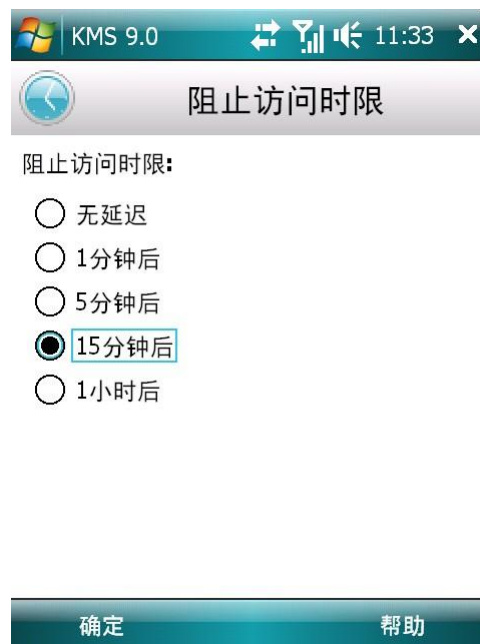 KMS 9.0 11:33
阻止访问时限
阻止访问时限:
无延迟
1分钟后
5分钟后
15分钟后
1小时后
确定 帮助